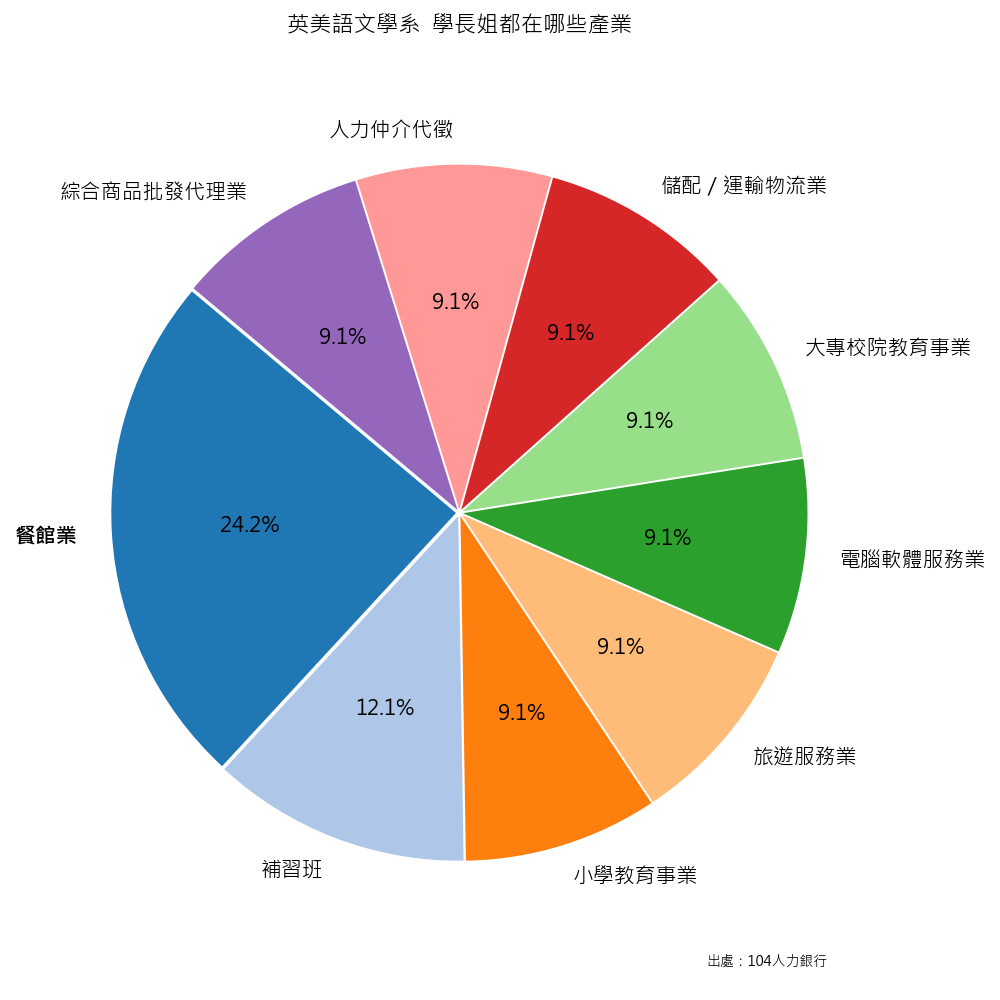 英美語文學系 學長姐都在哪些產業
人力仲介代徵
儲配 / 運輸物流業
綜合商品批發代理業
9.1%
9.1%
9.1%
大專校院教育事業
9.1%
24.2%
餐館業
9.1%
電腦軟體服務業
9.1%
12.1%
9.1%
旅遊服務業
補習班
小學教育事業
出處：104人力銀行